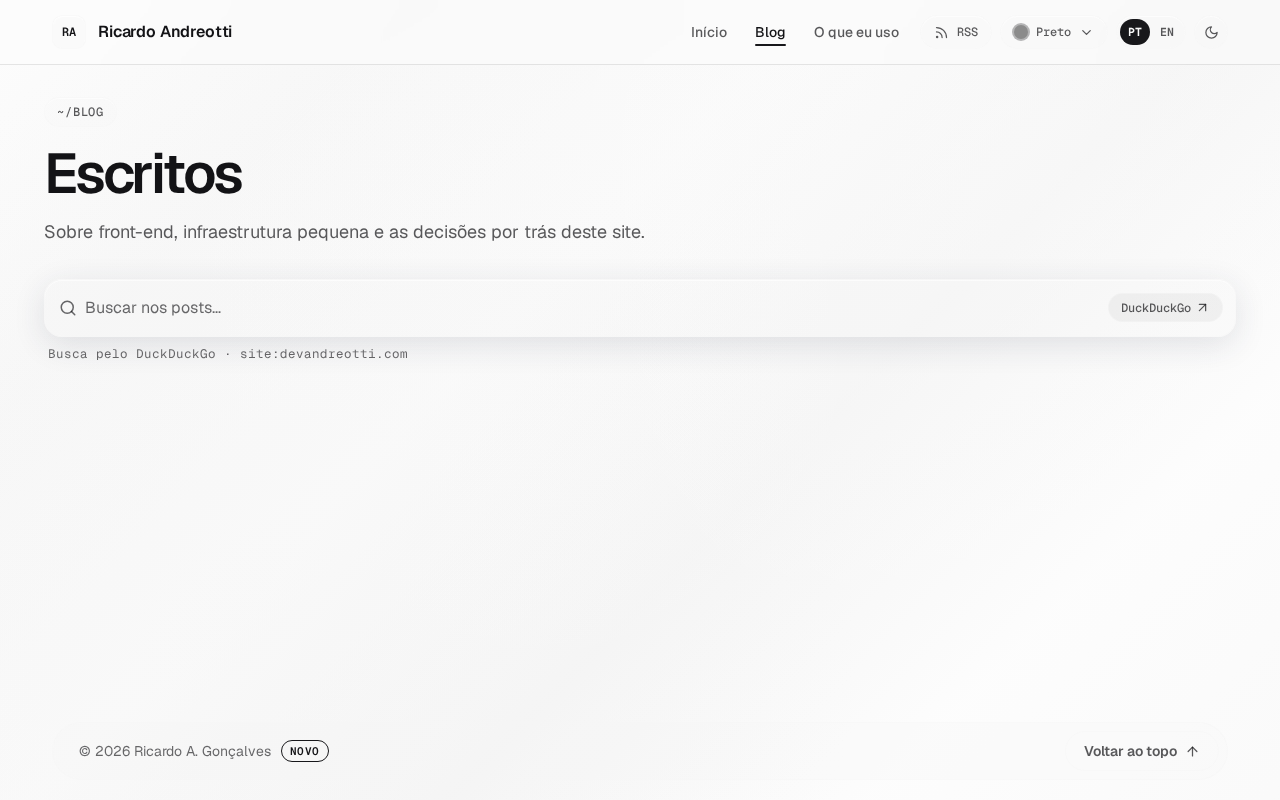 RA Ricardo Andreotti Início Blog O que eu uso RSS Preto PT EN
~/BLOG
Escritos
Sobre front-end, infraestrutura pequena e as decisões por trás deste site.
Buscar nos posts… DuckDuckGo
Busca pelo DuckDuckGo · site:devandreotti.com
© 2026 Ricardo A. Gonçalves NOVO Voltar ao topo